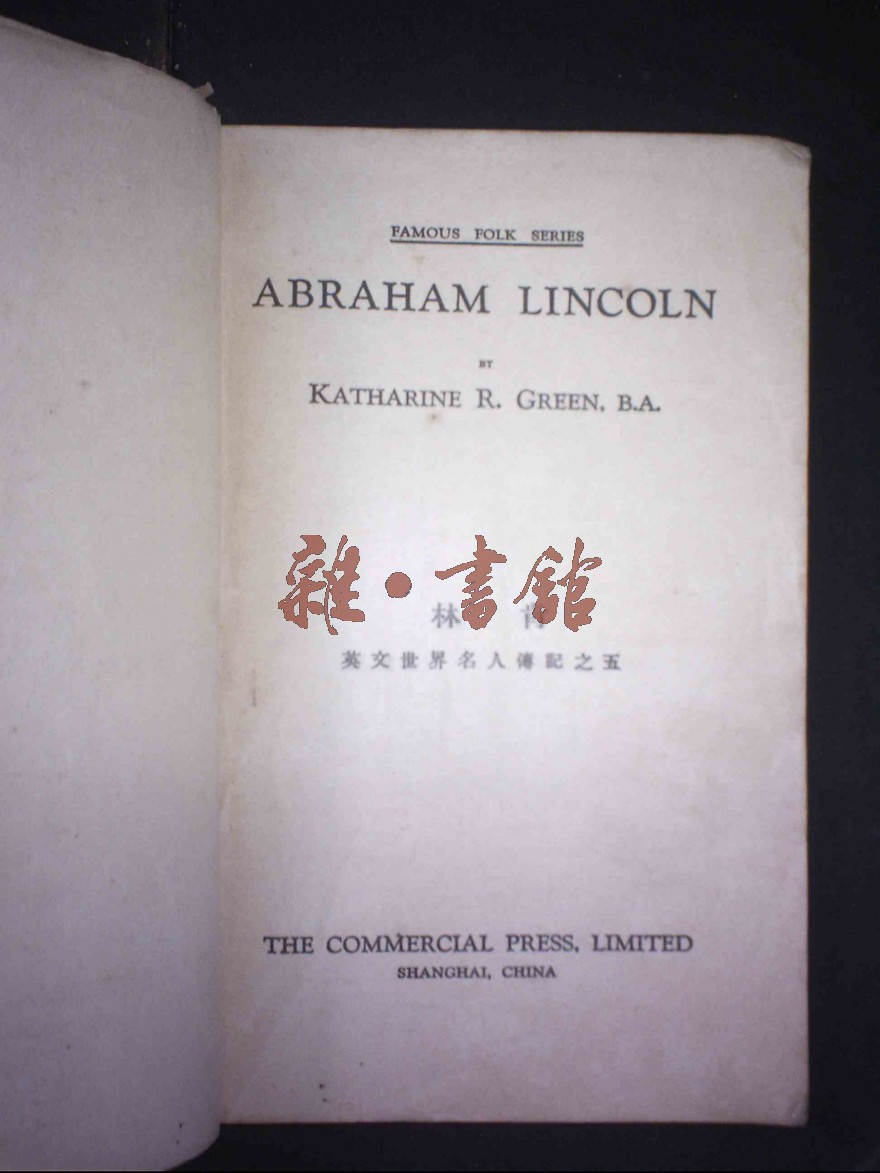 FAMOUS FOLK SERIES
ABRAHAM LINCOLN
BY
KATHARINE R. GREEN, B.A.
雜·書館
林肯
英文世界名人傳記之五
THE COMMERCIAL PRESS, LIMITED
SHANGHAI, CHINA